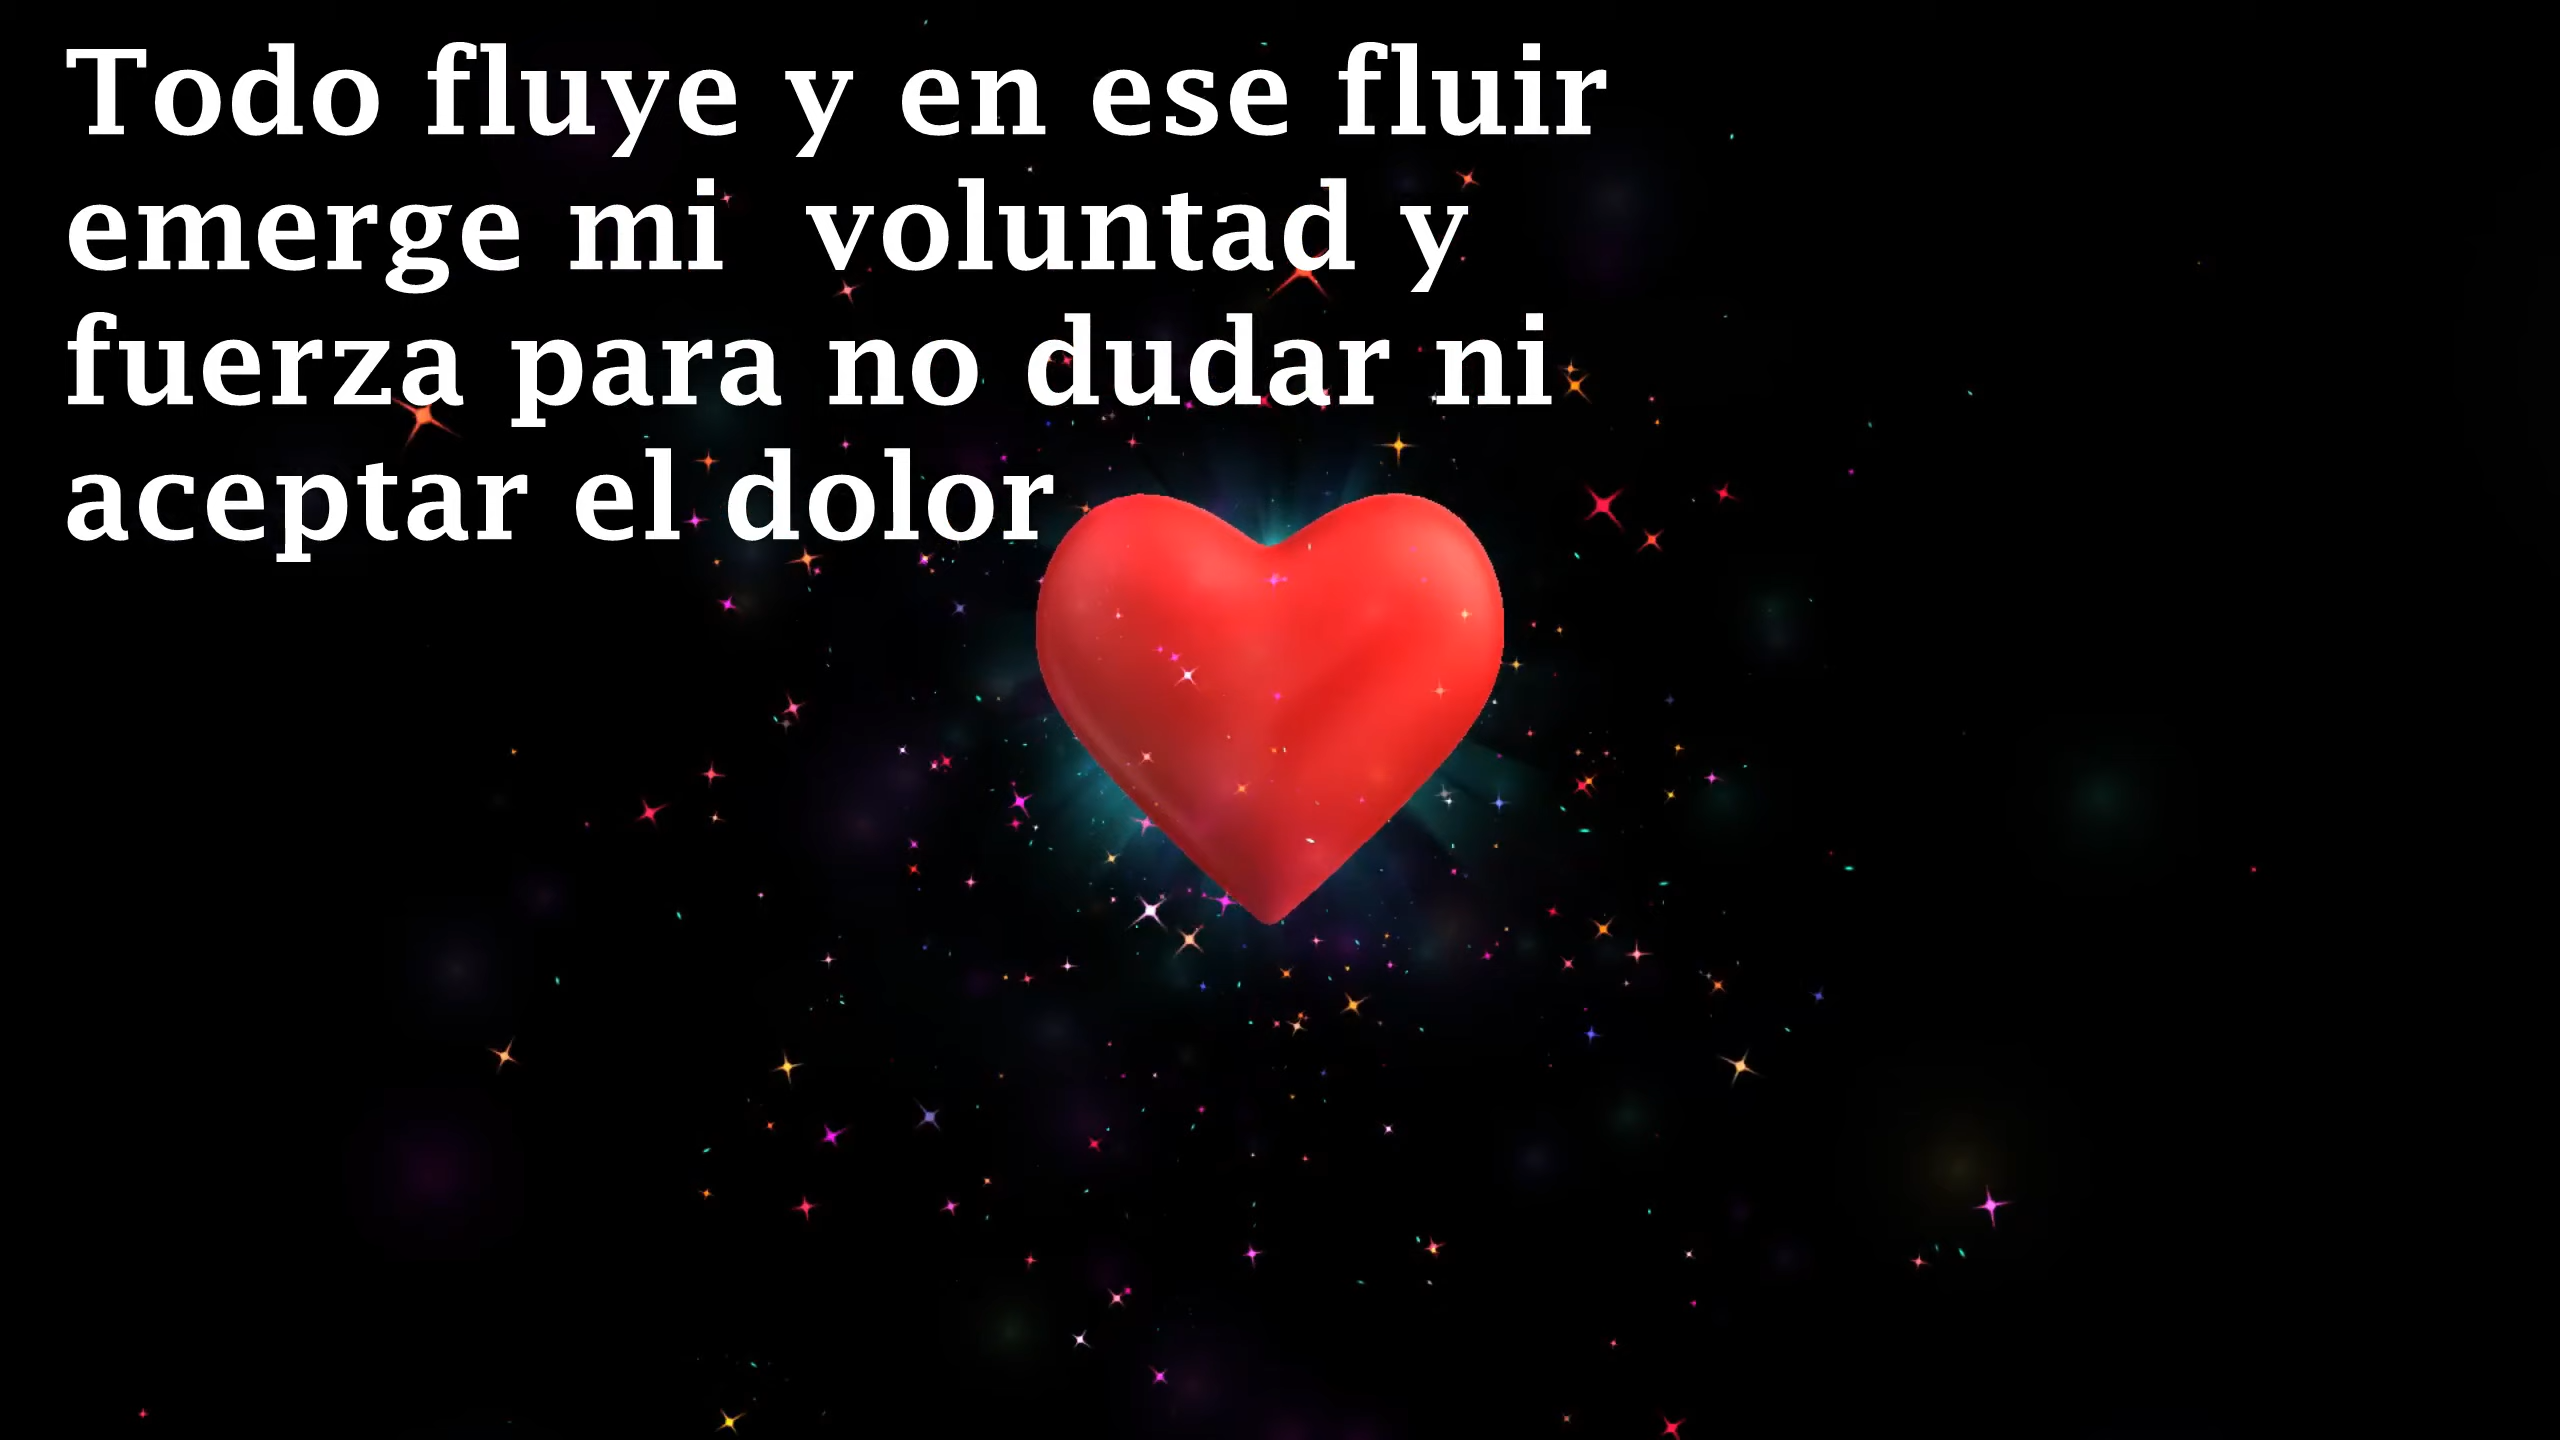 Todo fluye y en ese fluir
emerge mi  voluntad y
fuerza para no dudar ni
aceptar el dolor